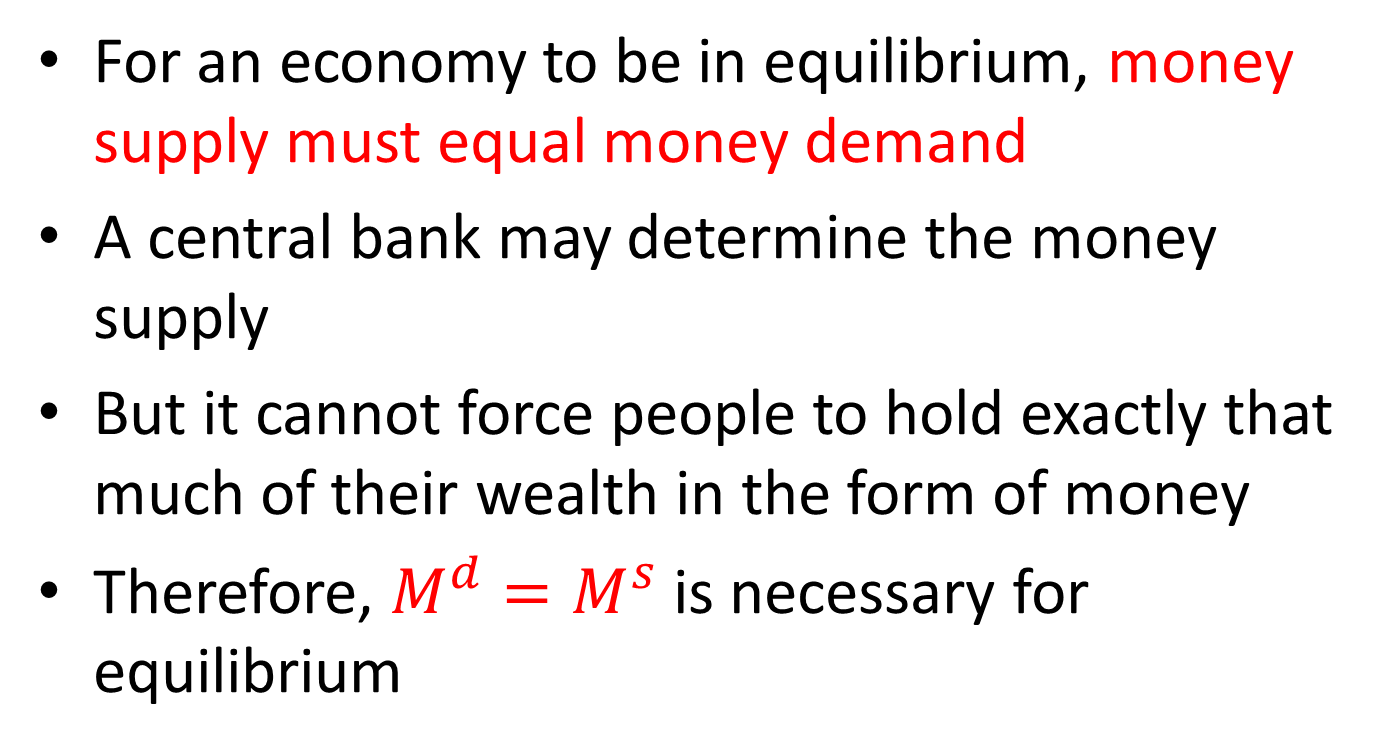 • For an economy to be in equilibrium, money
supply must equal money demand
• A central bank may determine the money
supply
• But it cannot force people to hold exactly that
much of their wealth in the form of money
• Therefore, 𝑀ᵈ = 𝑀ˢ is necessary for
equilibrium